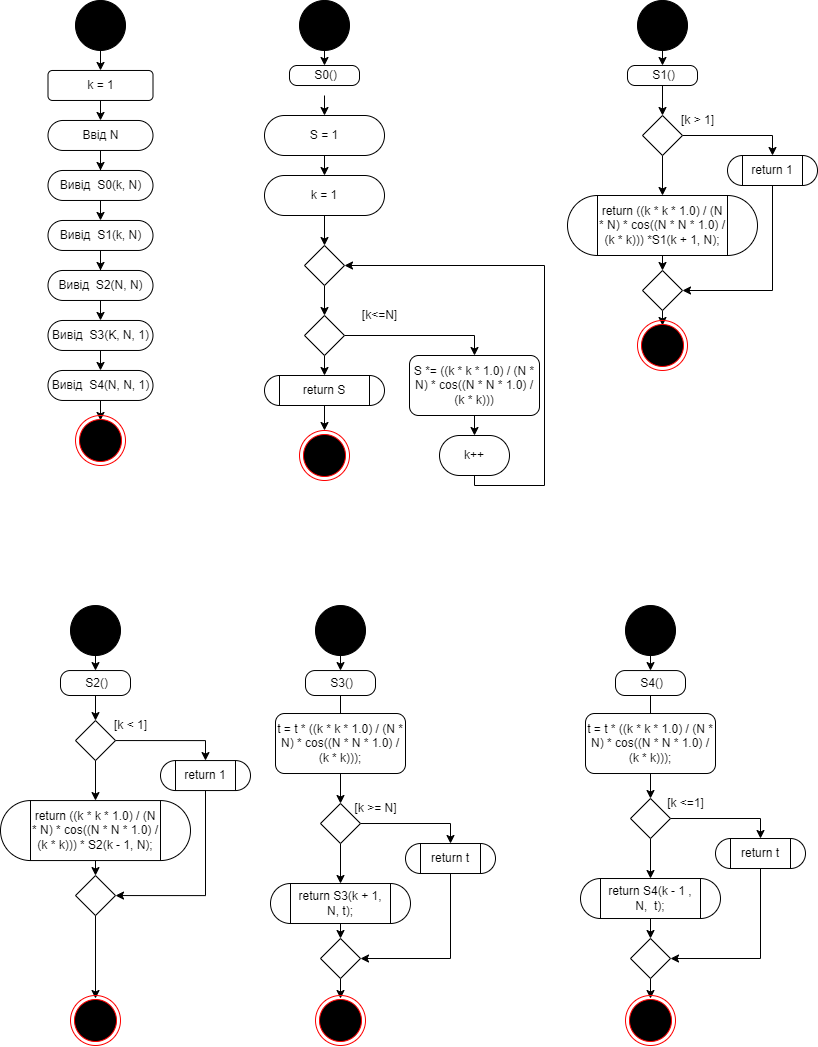 k = 1
Ввід N
Вивід S0(k, N)
Вивід S1(k, N)
Вивід S2(N, N)
Вивід S3(K, N, 1)
Вивід S4(N, N, 1)
S0()
S = 1
k = 1
[k<=N]
S *= ((k * k * 1.0) / (N *
N) * cos((N * N * 1.0) /
(k * k)))
return S
k++
S1()
[k > 1]
return 1
return ((k * k * 1.0) / (N
* N) * cos((N * N * 1.0) /
(k * k))) *S1(k + 1, N);
S2()
[k < 1]
return 1
return ((k * k * 1.0) / (N
* N) * cos((N * N * 1.0) /
(k * k))) * S2(k - 1, N);
S3()
t = t * ((k * k * 1.0) / (N *
N) * cos((N * N * 1.0) /
(k * k)));
[k >= N]
return t
return S3(k + 1,
N, t);
S4()
t = t * ((k * k * 1.0) / (N *
N) * cos((N * N * 1.0) /
(k * k)));
[k <=1]
return t
return S4(k - 1 ,
N, t);